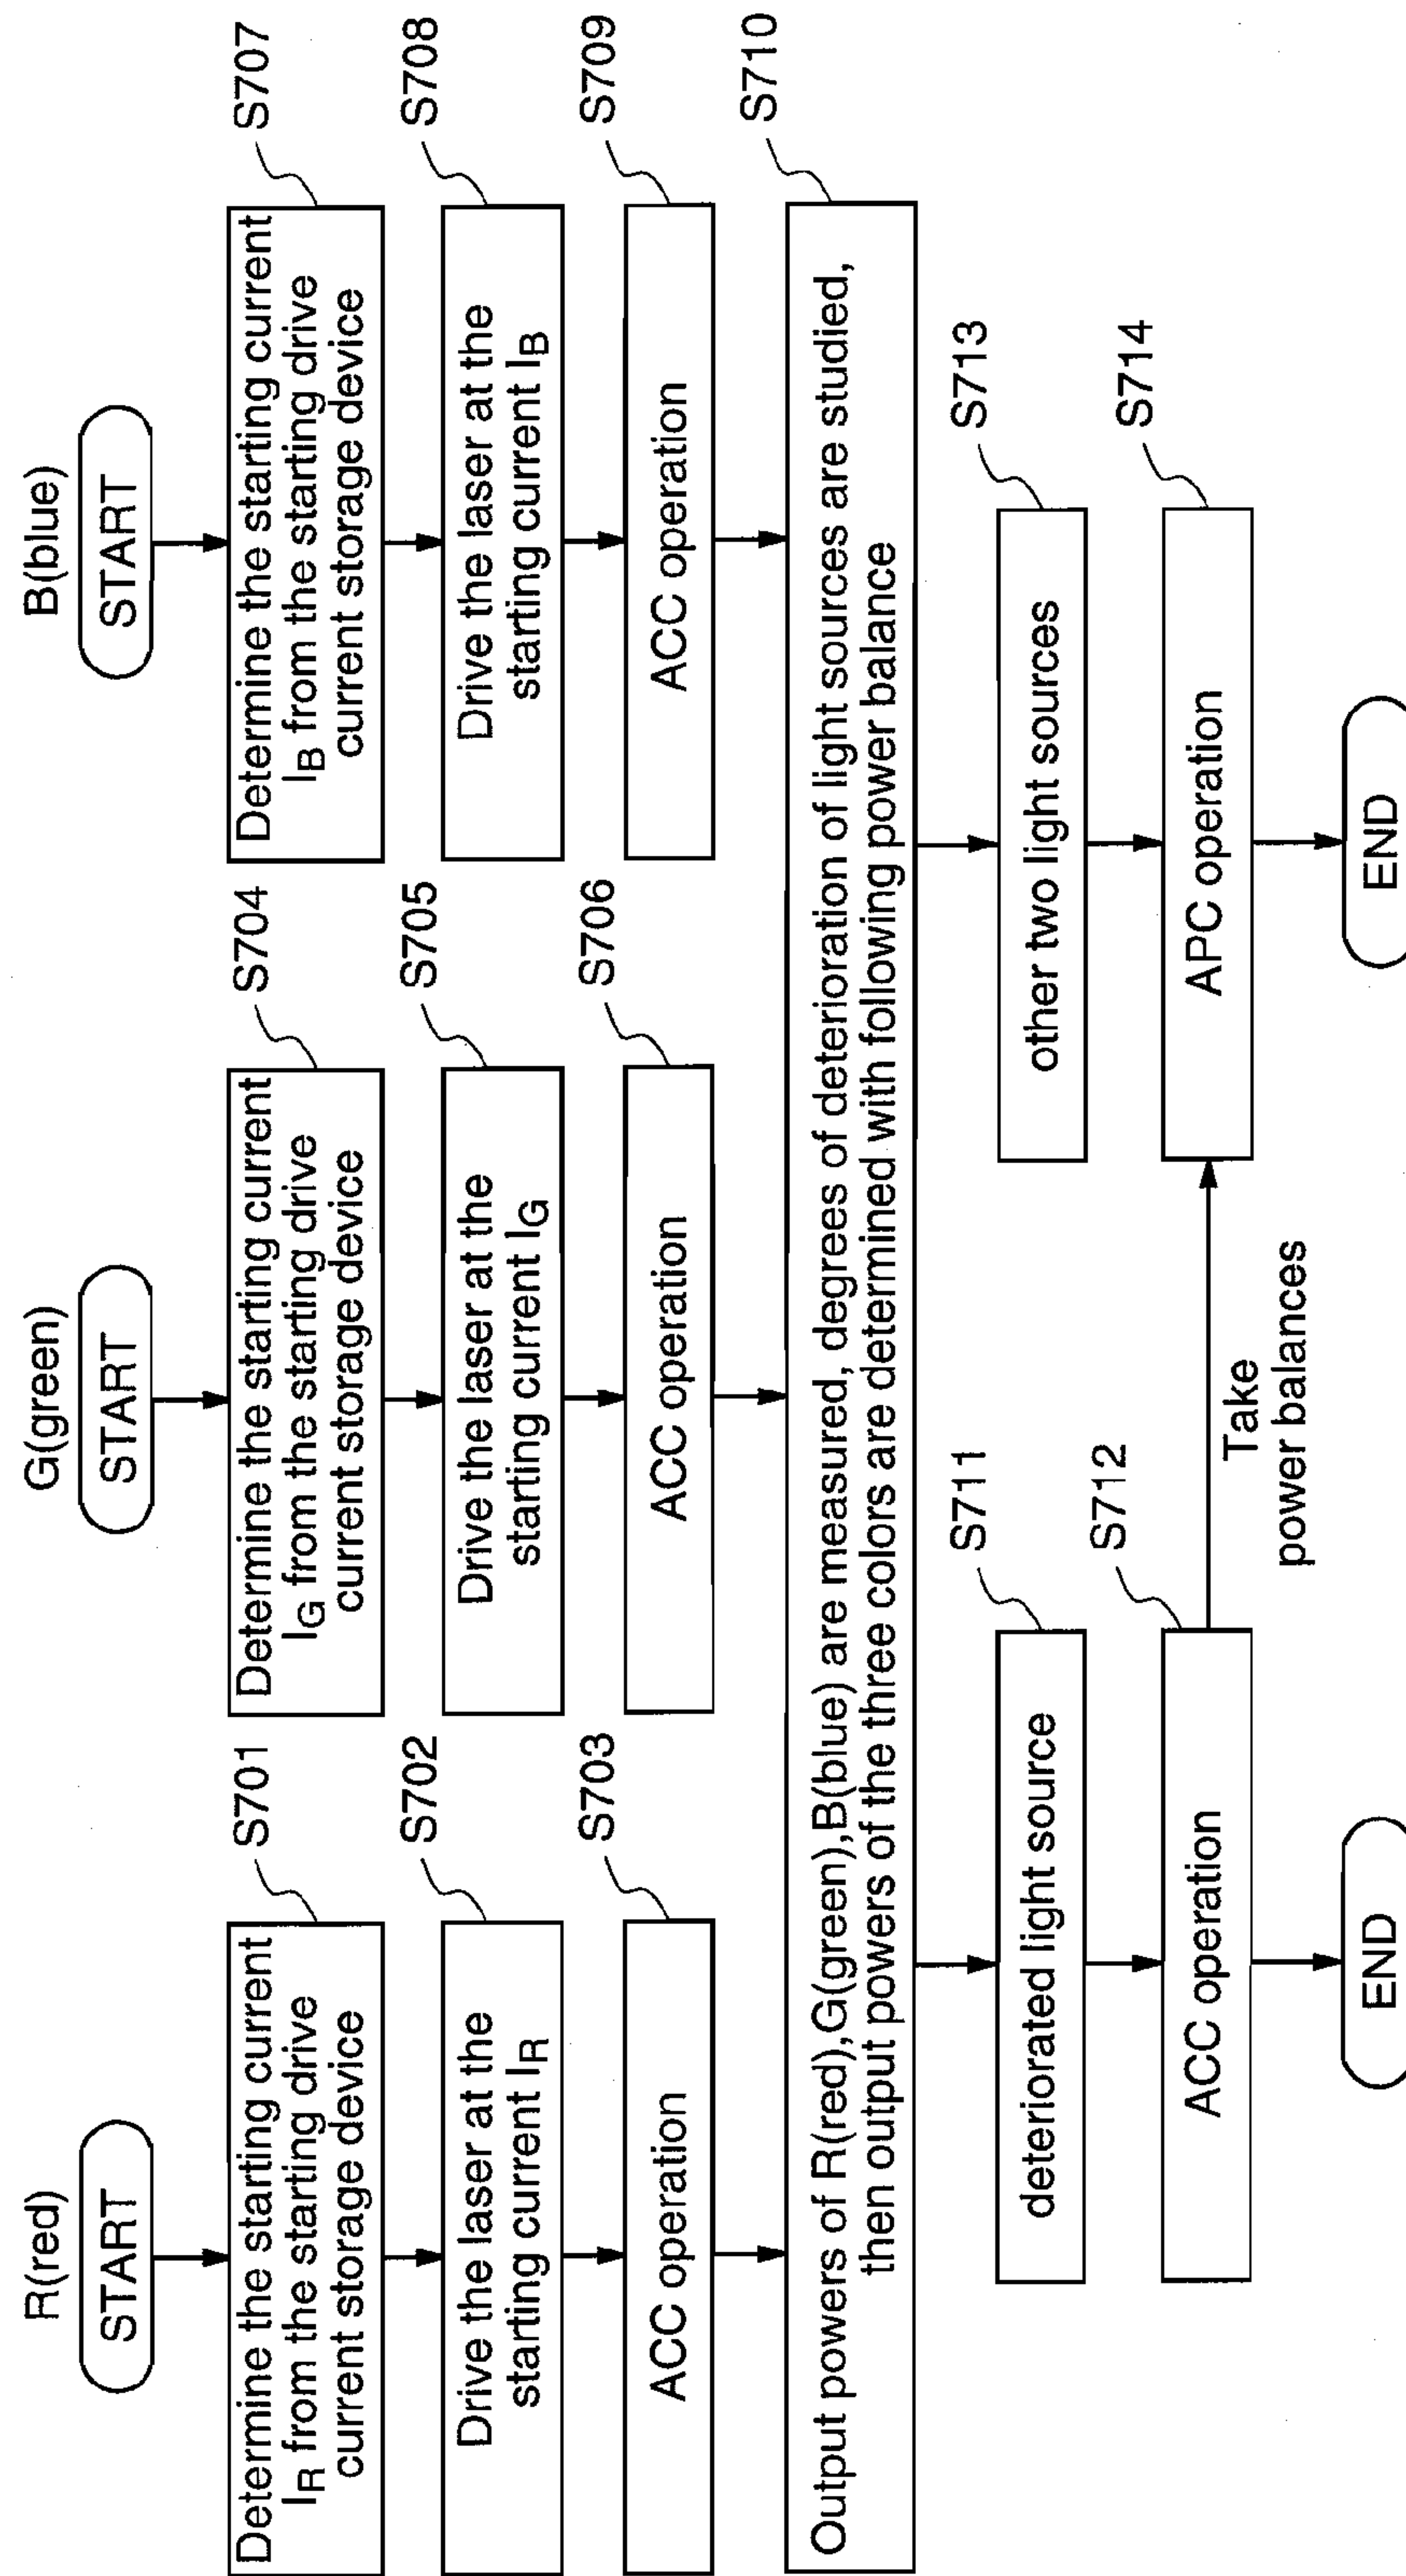 R(red)
START
Determine the starting current
IR from the starting drive
current storage device
S701
Drive the laser at the
starting current IR
S702
ACC operation
S703
G(green)
START
Determine the starting current
IG from the starting drive
current storage device
S704
Drive the laser at the
starting current IG
S705
ACC operation
S706
B(blue)
START
Determine the starting current
IB from the starting drive
current storage device
S707
Drive the laser at the
starting current IB
S708
ACC operation
S709
Output powers of R(red),G(green),B(blue) are measured, degrees of deterioration of light sources are studied,
then output powers of the three colors are determined with following power balance
S710
deteriorated light source
S711
ACC operation
S712
END
Take
power balances
other two light sources
S713
APC operation
S714
END